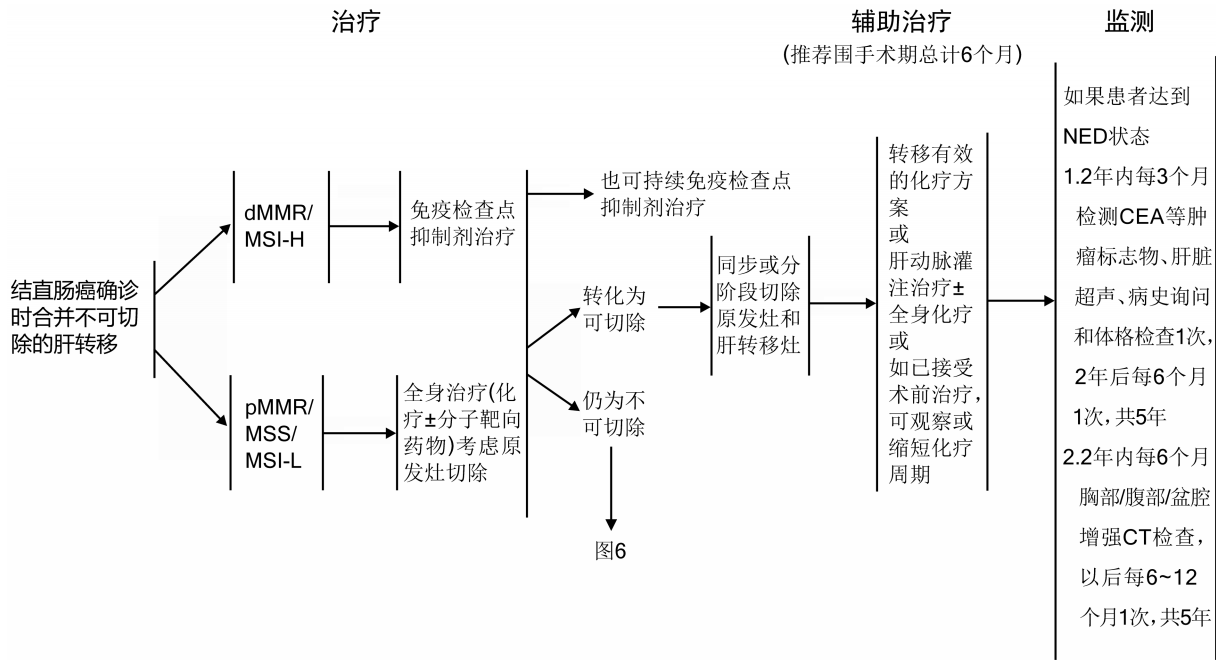 治疗
辅助治疗
(推荐围手术期总计6个月)
监测
结直肠癌确诊
时合并不可切
除的肝转移
dMMR/
MSI-H
免疫检查点
抑制剂治疗
也可持续免疫检查点
抑制剂治疗
pMMR/
MSS/
MSI-L
全身治疗(化
疗±分子靶向
药物)考虑原
发灶切除
转化为
可切除
仍为不
可切除
图6
同步或分
阶段切除
原发灶和
肝转移灶
转移有效
的化疗方
案
或
肝动脉灌
注治疗±
全身化疗
或
如已接受
术前治疗，
可观察或
缩短化疗
周期
如果患者达到
NED状态
1.2年内每3个月
检测CEA等肿
瘤标志物、肝脏
超声、病史询问
和体格检查1次，
2年后每6个月
1次，共5年
2.2年内每6个月
胸部/腹部/盆腔
增强CT检查，
以后每6~12
个月1次，共5年